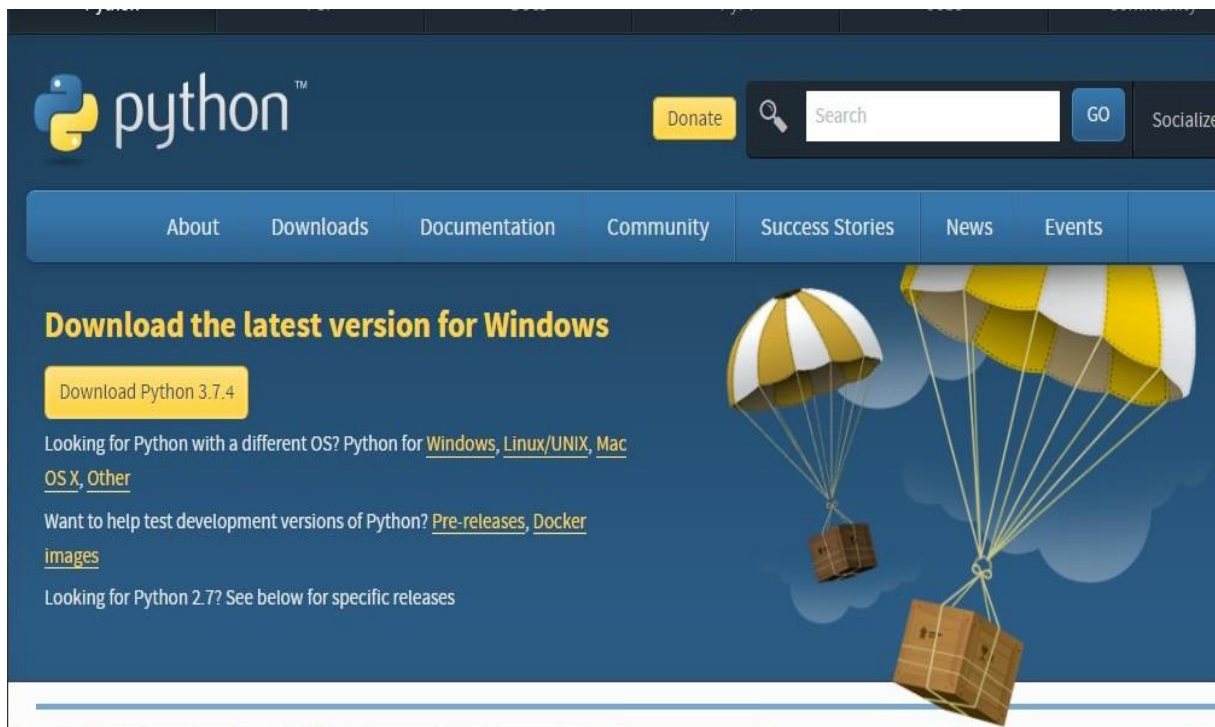 python™
Donate
Search
GO
Socialize
About
Downloads
Documentation
Community
Success Stories
News
Events
Download the latest version for Windows
Download Python 3.7.4
Looking for Python with a different OS? Python for Windows, Linux/UNIX, Mac
OS X, Other
Want to help test development versions of Python? Pre-releases, Docker
images
Looking for Python 2.7? See below for specific releases